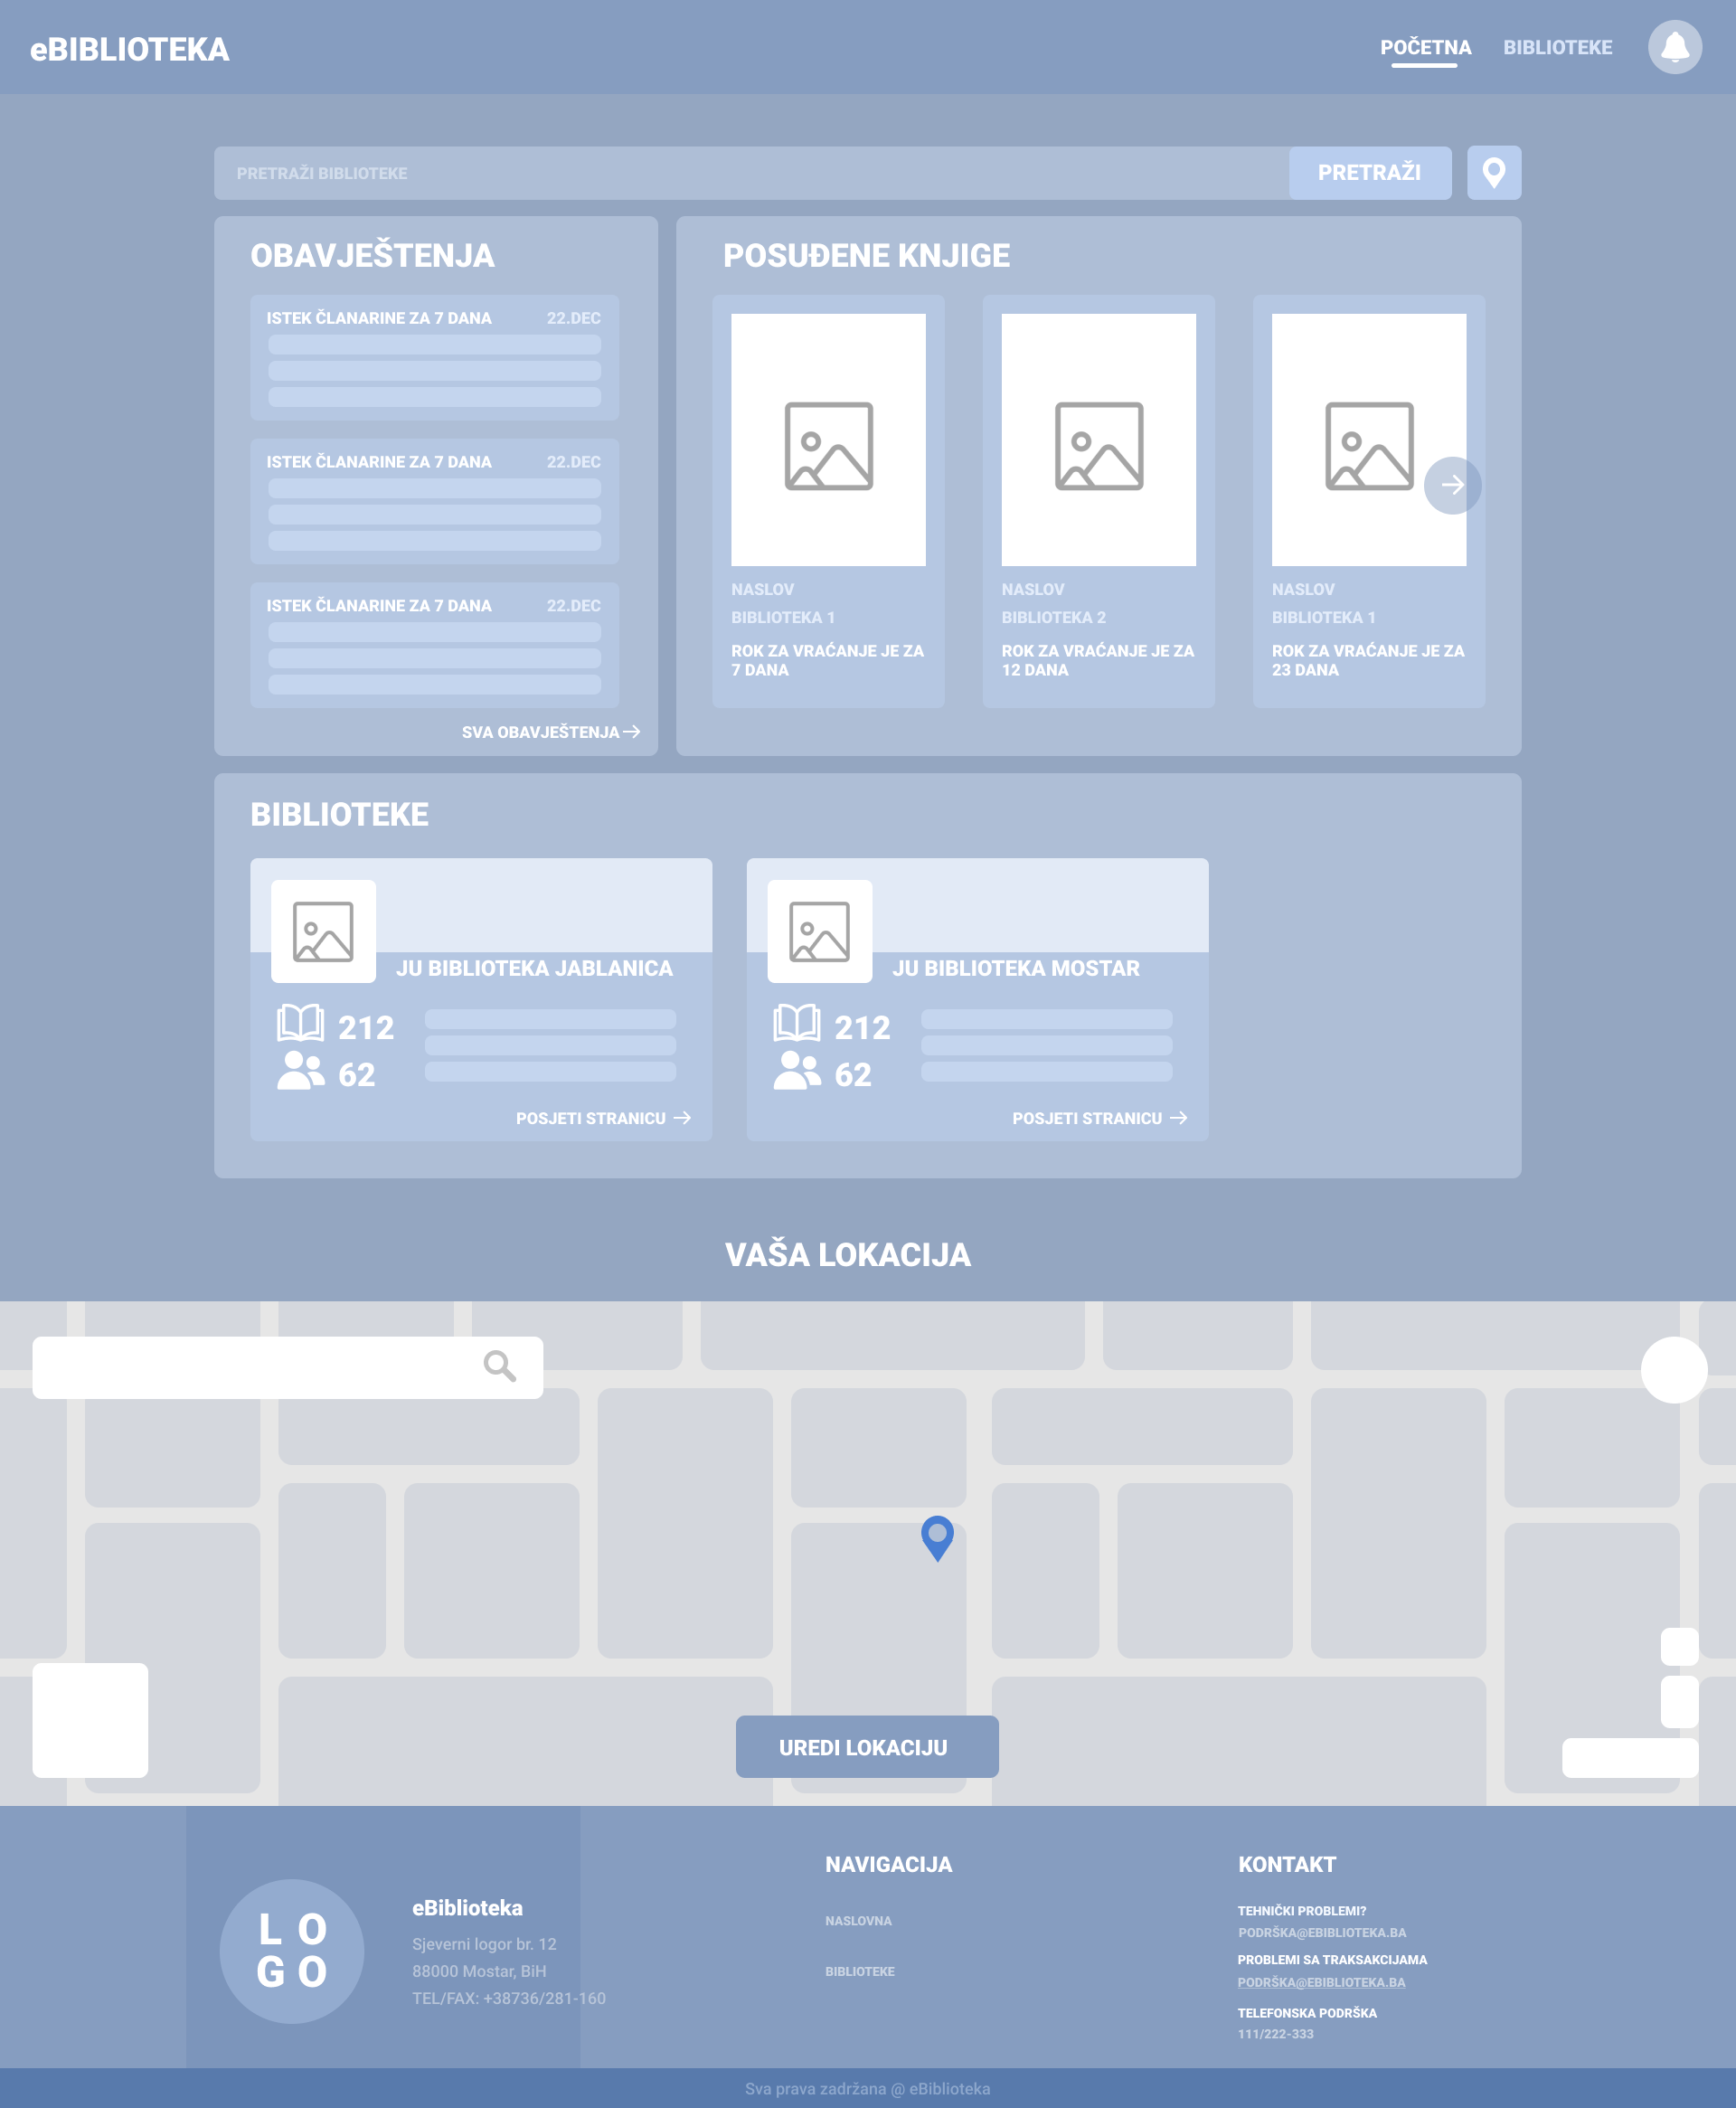 eBIBLIOTEKA
POČETNA
BIBLIOTEKE
PRETRAŽI BIBLIOTEKE
PRETRAŽI
OBAVJEŠTENJA
ISTEK ČLANARINE ZA 7 DANA 22.DEC
ISTEK ČLANARINE ZA 7 DANA 22.DEC
ISTEK ČLANARINE ZA 7 DANA 22.DEC
SVA OBAVJEŠTENJA
POSUĐENE KNJIGE
NASLOV
BIBLIOTEKA 1
ROK ZA VRAĆANJE JE ZA
7 DANA
NASLOV
BIBLIOTEKA 2
ROK ZA VRAĆANJE JE ZA
12 DANA
NASLOV
BIBLIOTEKA 1
ROK ZA VRAĆANJE JE ZA
23 DANA
BIBLIOTEKE
JU BIBLIOTEKA JABLANICA
212
62
POSJETI STRANICU
JU BIBLIOTEKA MOSTAR
212
62
POSJETI STRANICU
VAŠA LOKACIJA
UREDI LOKACIJU
L O
G O
eBiblioteka
Sjeverni logor br. 12
88000 Mostar, BiH
TEL/FAX: +38736/281-160
NAVIGACIJA
NASLOVNA
BIBLIOTEKE
KONTAKT
TEHNIČKI PROBLEMI?
PODRŠKA@EBIBLIOTEKA.BA
PROBLEMI SA TRAKSAKCIJAMA
PODRŠKA@EBIBLIOTEKA.BA
TELEFONSKA PODRŠKA
111/222-333
Sva prava zadržana @ eBiblioteka